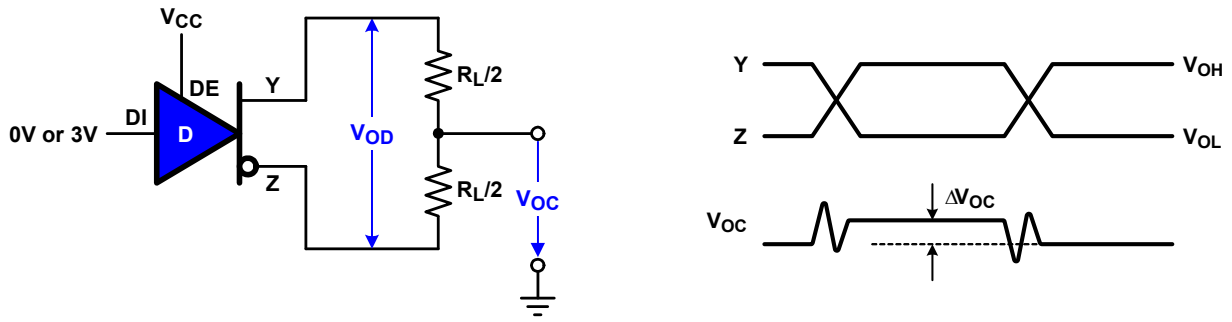 VCC
DE
Y
DI
0V or 3V
D
Z
VOD
RL/2
RL/2
VOC
Y
VOH
Z
VOL
ΔVOC
VOC